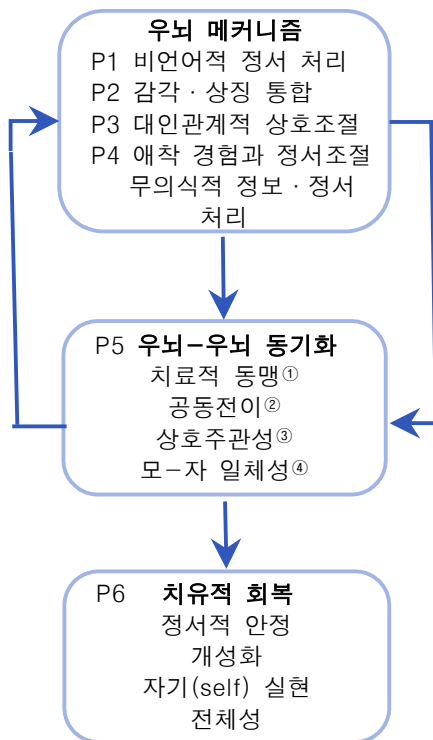 우뇌 메커니즘
P1 비언어적 정서 처리
P2 감각·상징 통합
P3 대인관계적 상호조절
P4 애착 경험과 정서조절
무의식적 정보·정서
처리
P5 우뇌-우뇌 동기화
치료적 동맹①
공동전이②
상호주관성③
모-자 일체성④
P6 치유적 회복
정서적 안정
개성화
자기(self) 실현
전체성